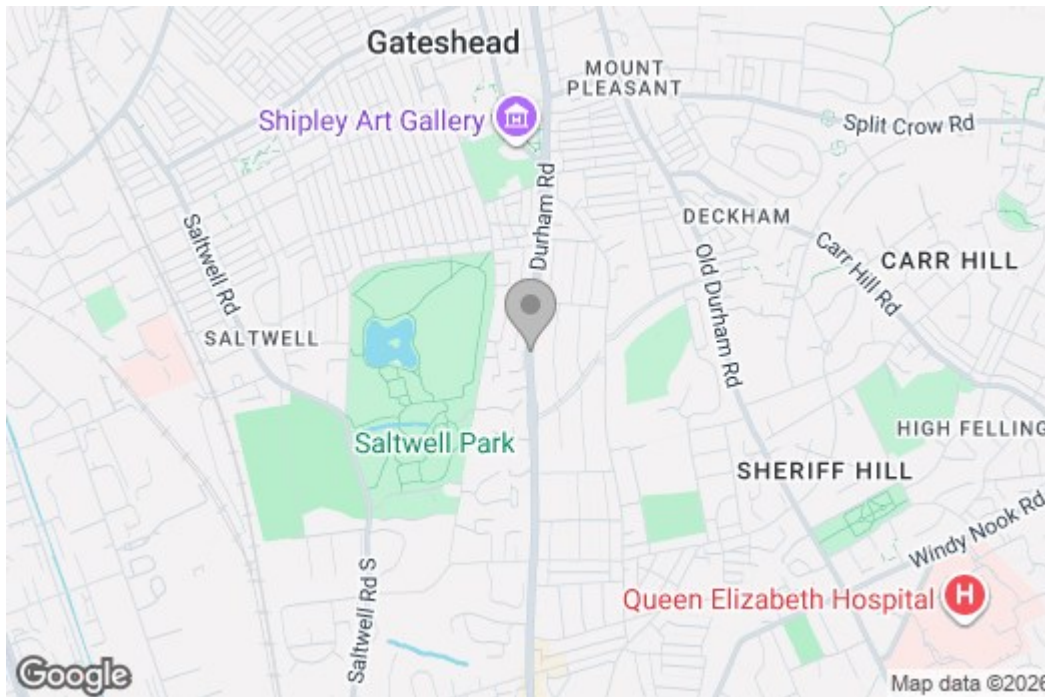 Gateshead
MOUNT
PLEASANT
Shipley Art Gallery
Split Crow Rd
Durham Rd
DECKHAM
Saltwell Rd
Old Durham Rd
Carr Hill Rd
CARR HILL
SALTWELL
HIGH FELLING
Saltwell Park
SHERIFF HILL
Windy Nook Rd
Saltwell Rd S
Queen Elizabeth Hospital
H
Google
Map data ©2026